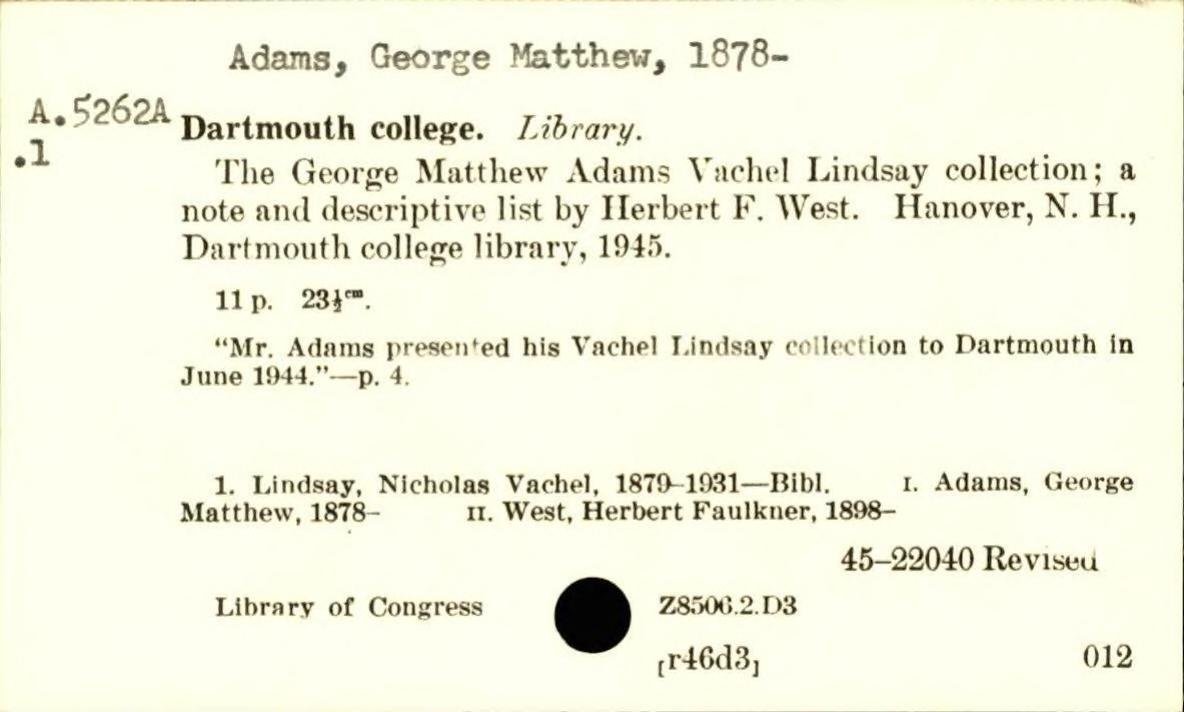 Adams, George Matthew, 1878-
A.5262A
.1
Dartmouth college. Library.
The George Matthew Adams Vachel Lindsay collection; a
note and descriptive list by Herbert F. West. Hanover, N. H.,
Dartmouth college library, 1945.
11 p. 23½ᶜᵐ.
“Mr. Adams presented his Vachel Lindsay collection to Dartmouth in
June 1944.”—p. 4.
1. Lindsay, Nicholas Vachel, 1879–1931—Bibl. I. Adams, George
Matthew, 1878– II. West, Herbert Faulkner, 1898–
45–22040 Revised
Library of Congress Z8506.2.D3
[r46d3] 012